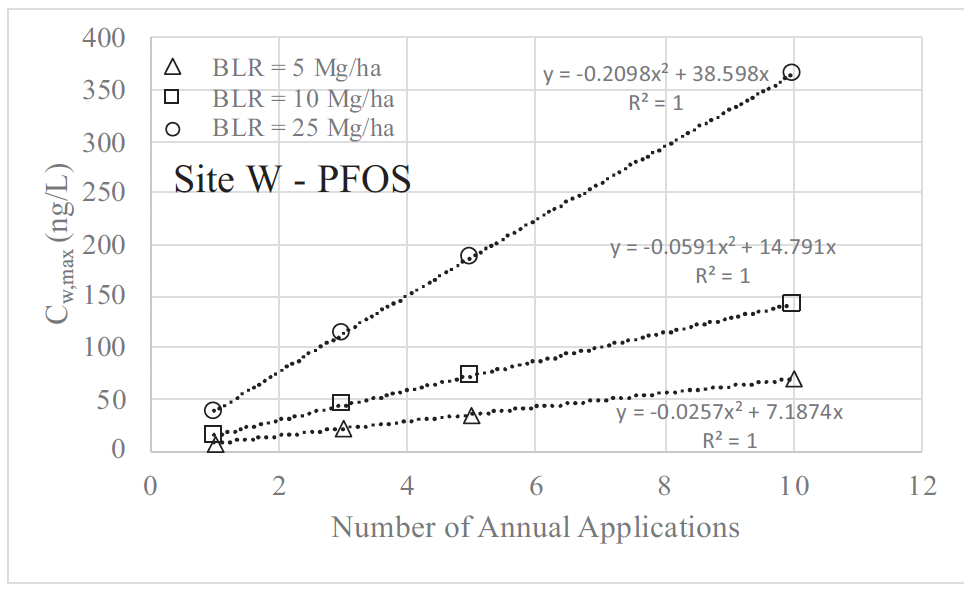 400
350
300
250
200
150
100
50
0
C_w,max (ng/L)
BLR = 5 Mg/ha
BLR = 10 Mg/ha
BLR = 25 Mg/ha
Site W - PFOS
y = -0.2098x² + 38.598x
R² = 1
y = -0.0591x² + 14.791x
R² = 1
y = -0.0257x² + 7.1874x
R² = 1
0 2 4 6 8 10 12
Number of Annual Applications